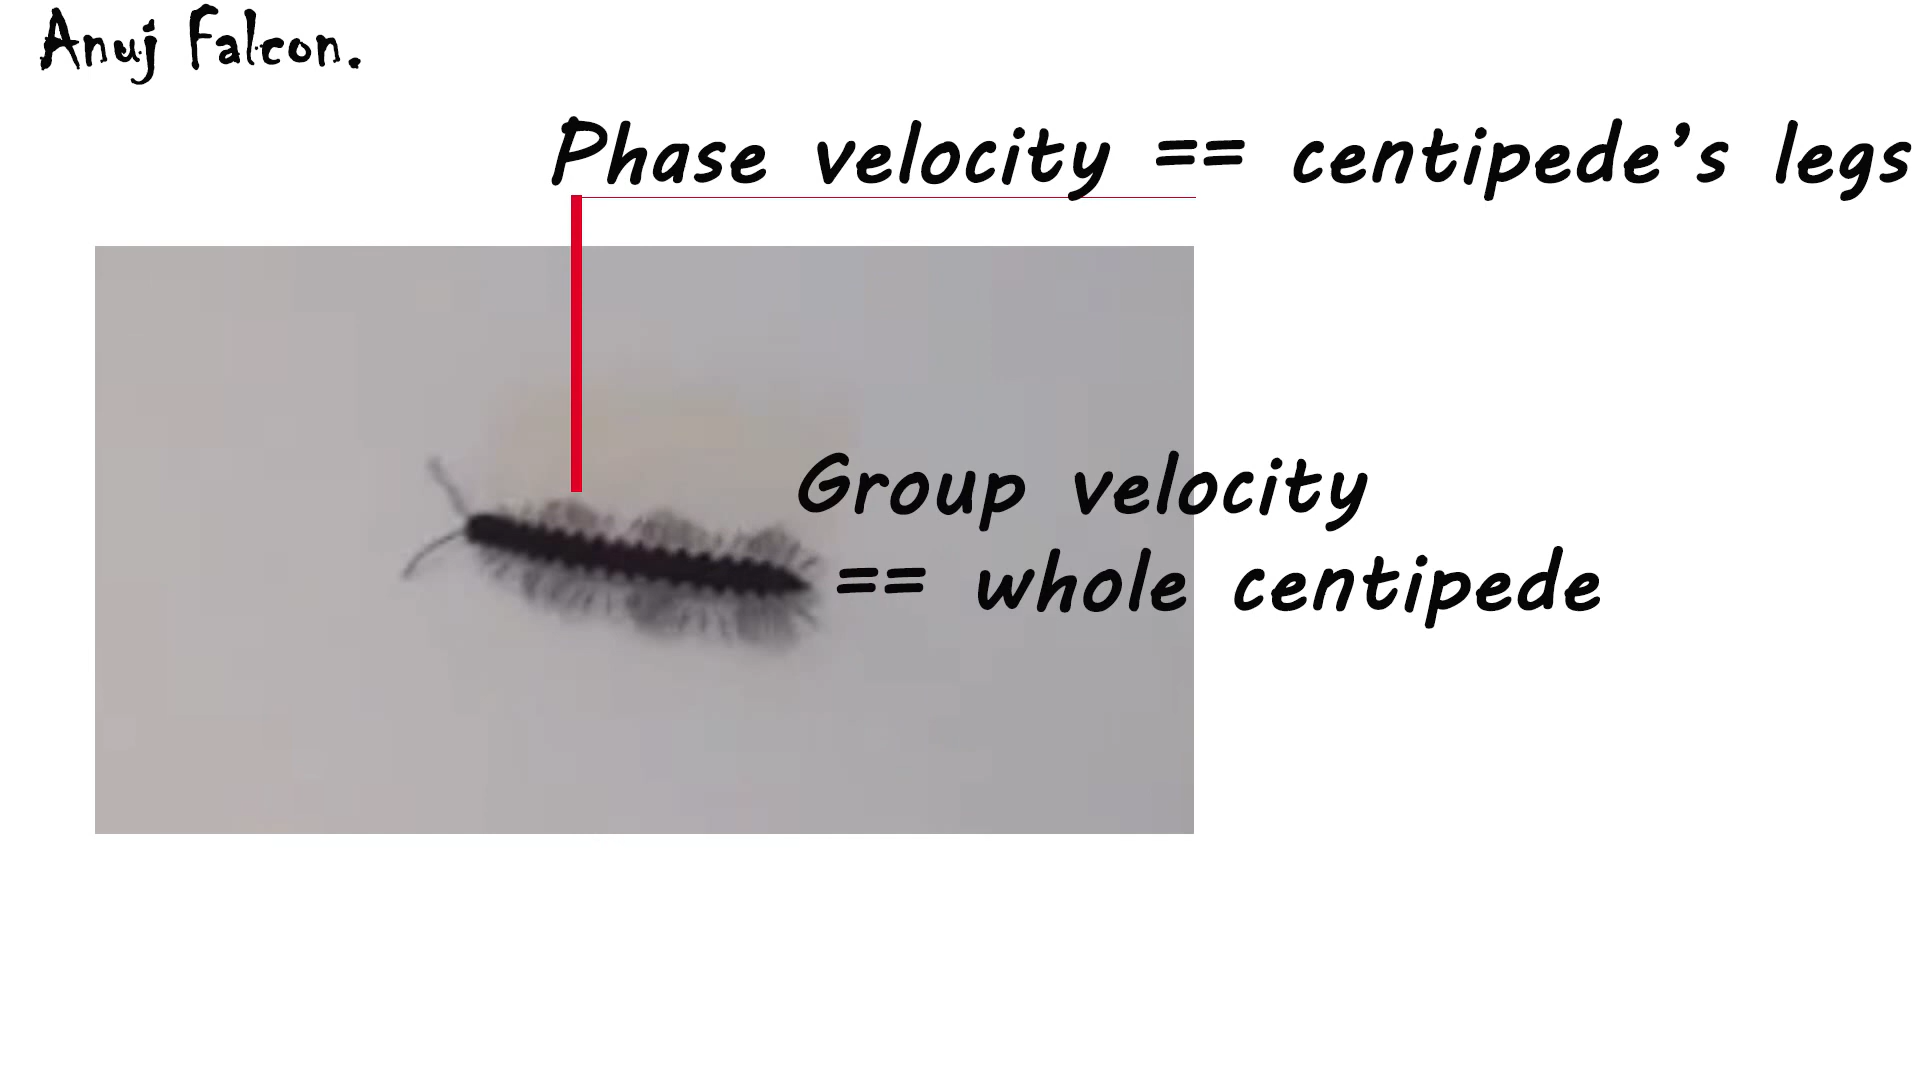 Anuj Falcon.
Phase velocity == centipede’s legs
Group velocity
== whole centipede